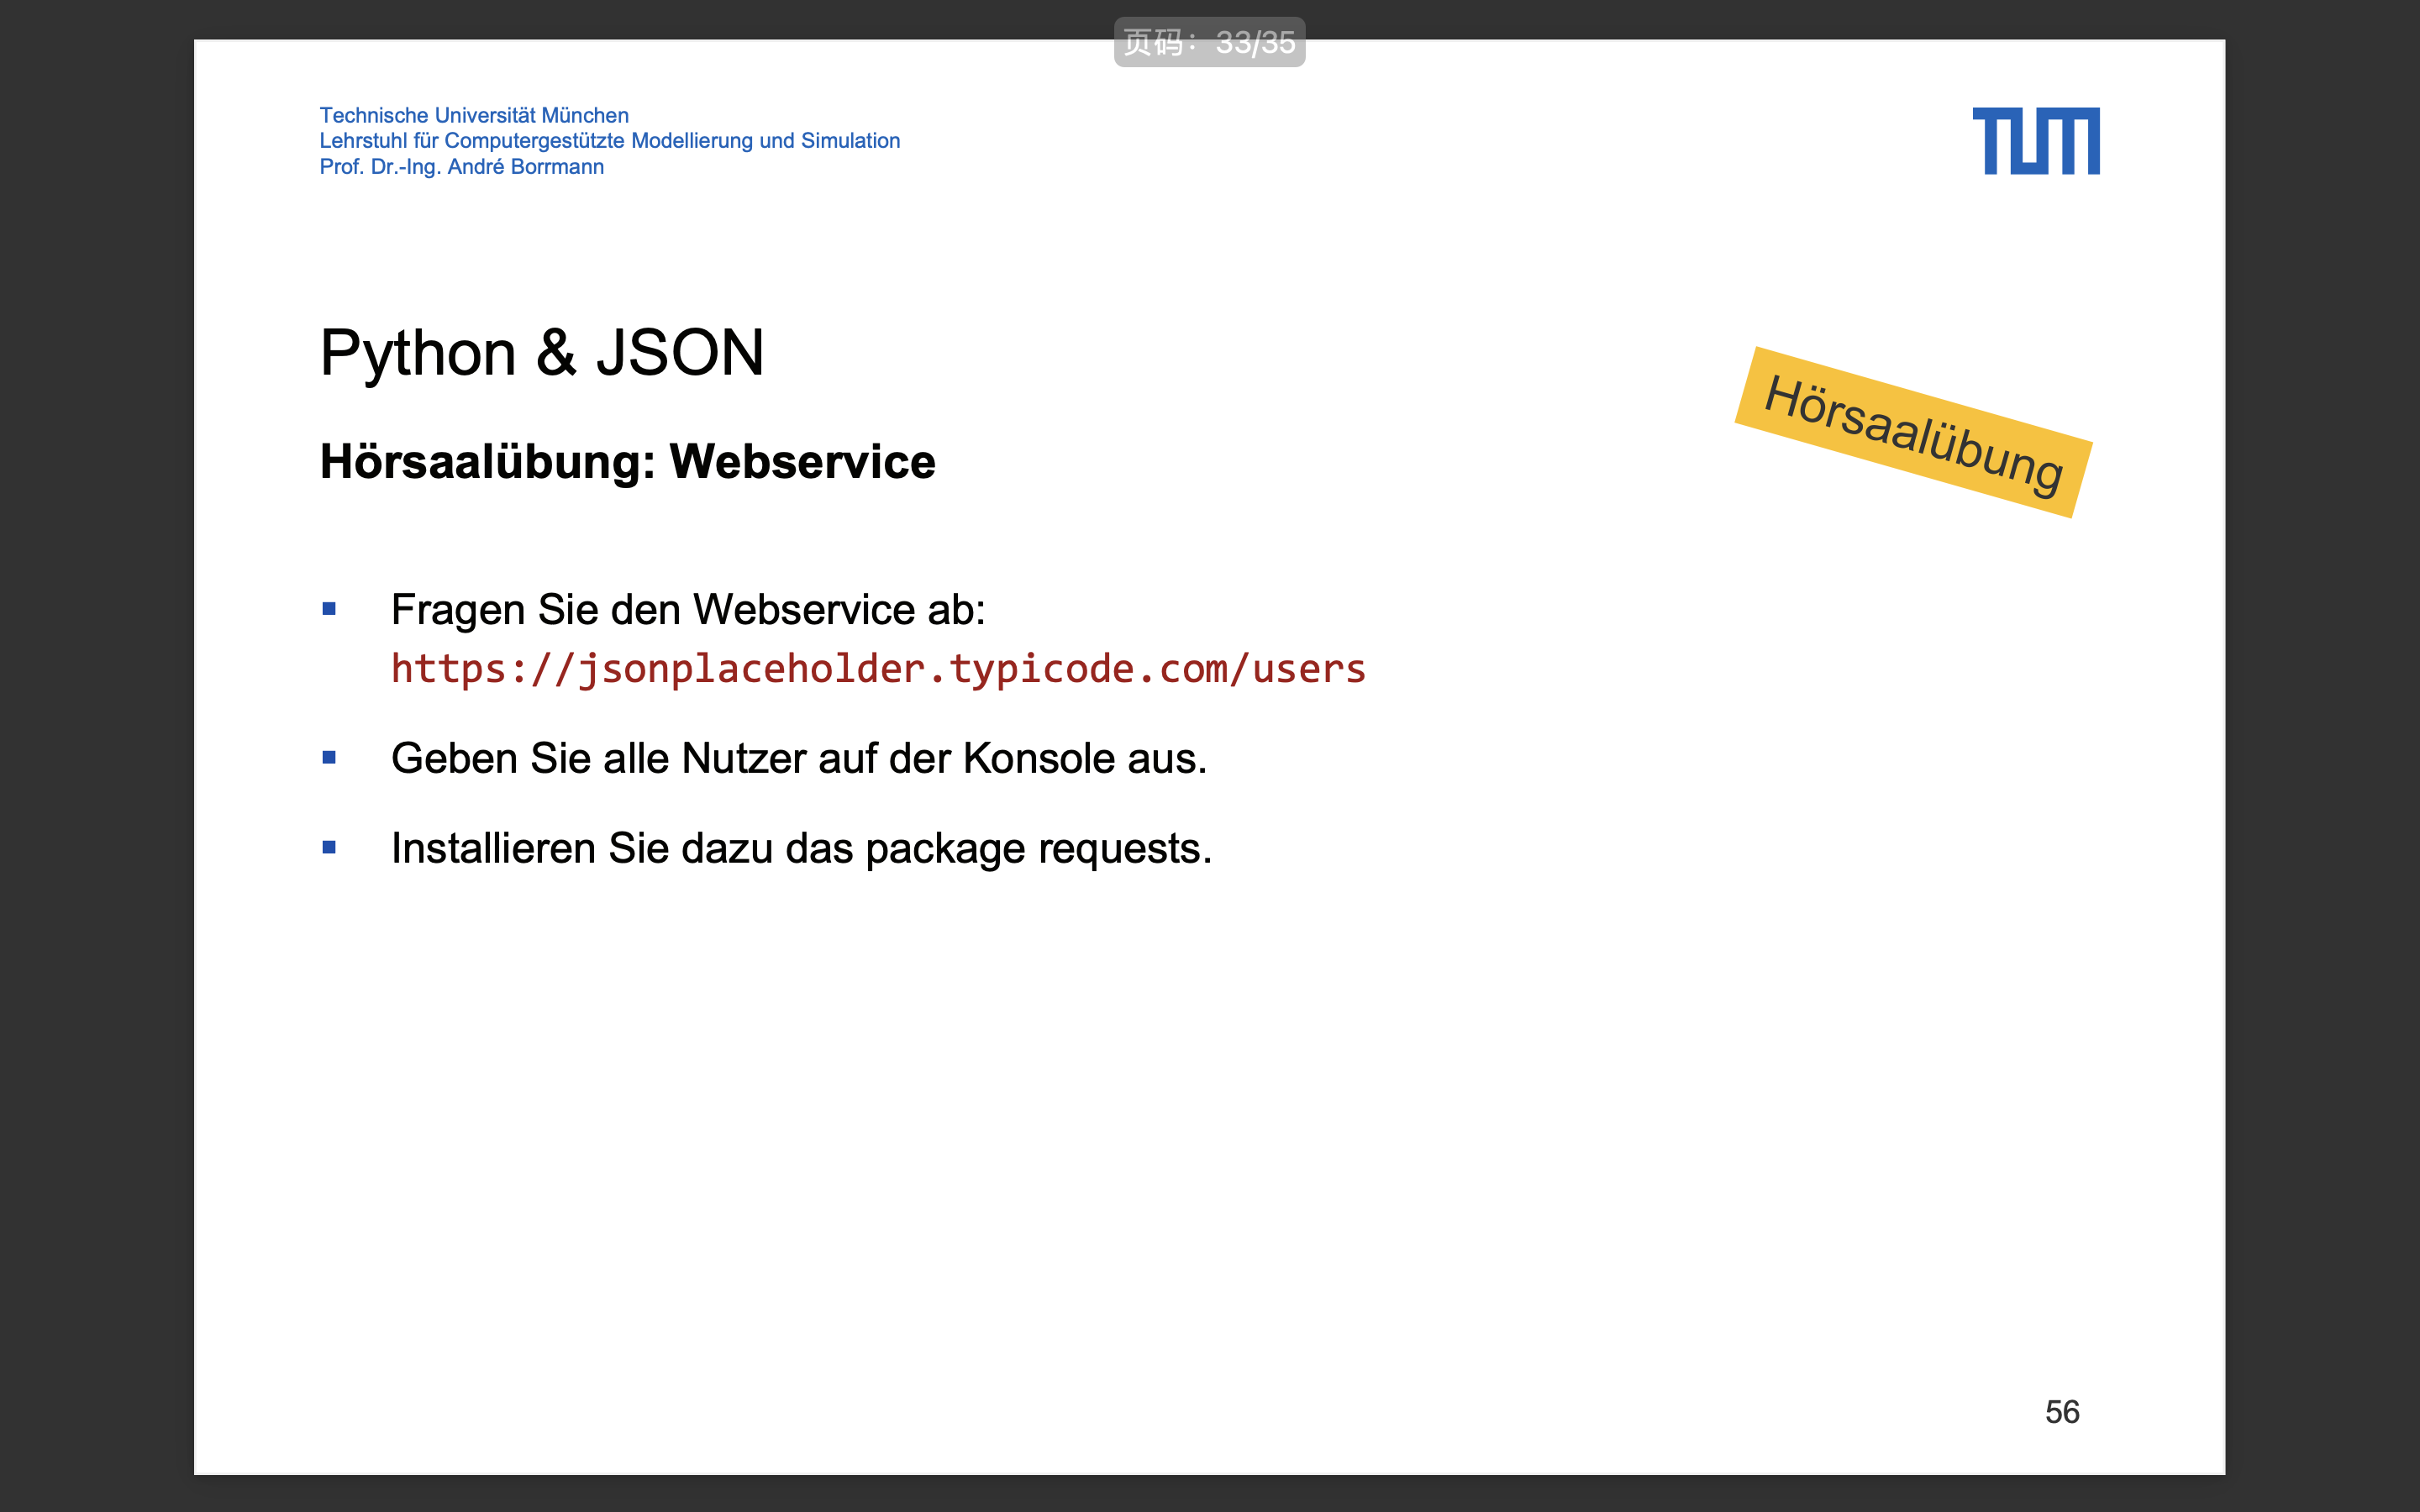 页码：33/35
Technische Universität München
Lehrstuhl für Computergestützte Modellierung und Simulation
Prof. Dr.-Ing. André Borrmann
TUM
Python & JSON
Hörsaalübung
Hörsaalübung: Webservice
Fragen Sie den Webservice ab:
https://jsonplaceholder.typicode.com/users
Geben Sie alle Nutzer auf der Konsole aus.
Installieren Sie dazu das package requests.
56